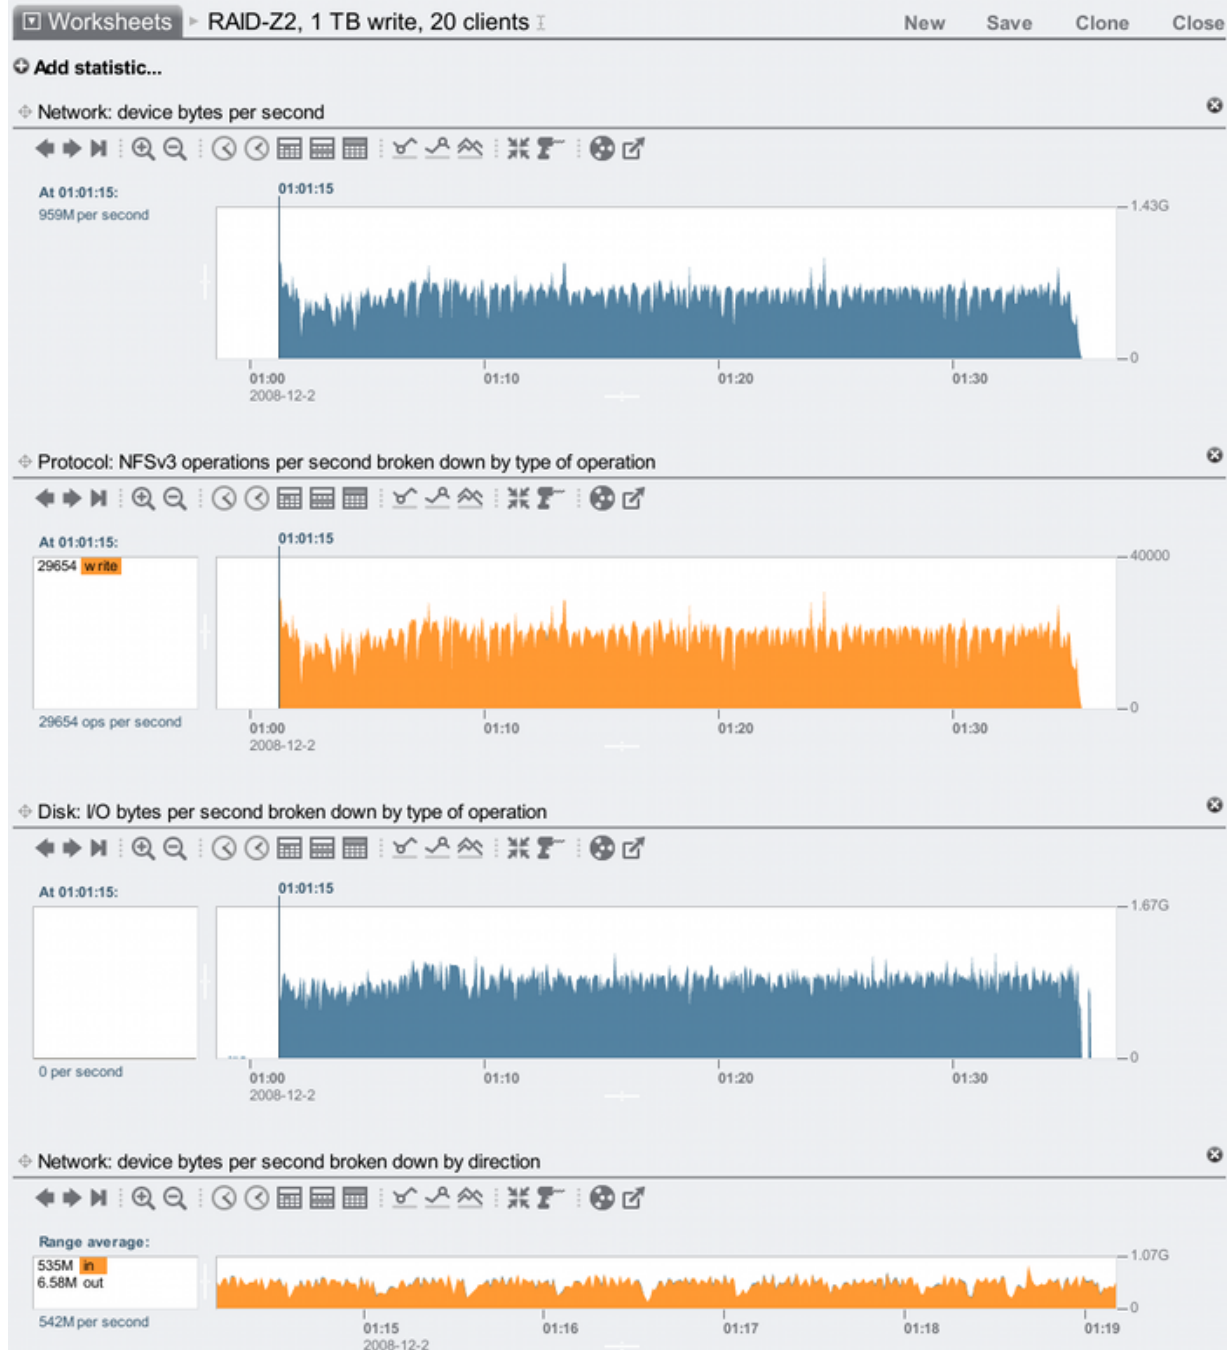 Worksheets RAID-Z2, 1 TB write, 20 clients New Save Clone Close
Add statistic...
Network: device bytes per second
At 01:01:15: 01:01:15
959M per second 1.43G
0
01:00 01:10 01:20 01:30
2008-12-2
Protocol: NFSv3 operations per second broken down by type of operation
At 01:01:15: 01:01:15
29654 write 40000
29654 ops per second 0
01:00 01:10 01:20 01:30
2008-12-2
Disk: I/O bytes per second broken down by type of operation
At 01:01:15: 01:01:15
1.67G
0 per second 0
01:00 01:10 01:20 01:30
2008-12-2
Network: device bytes per second broken down by direction
Range average:
535M in 1.07G
6.58M out
542M per second 0
01:15 01:16 01:17 01:18 01:19
2008-12-2